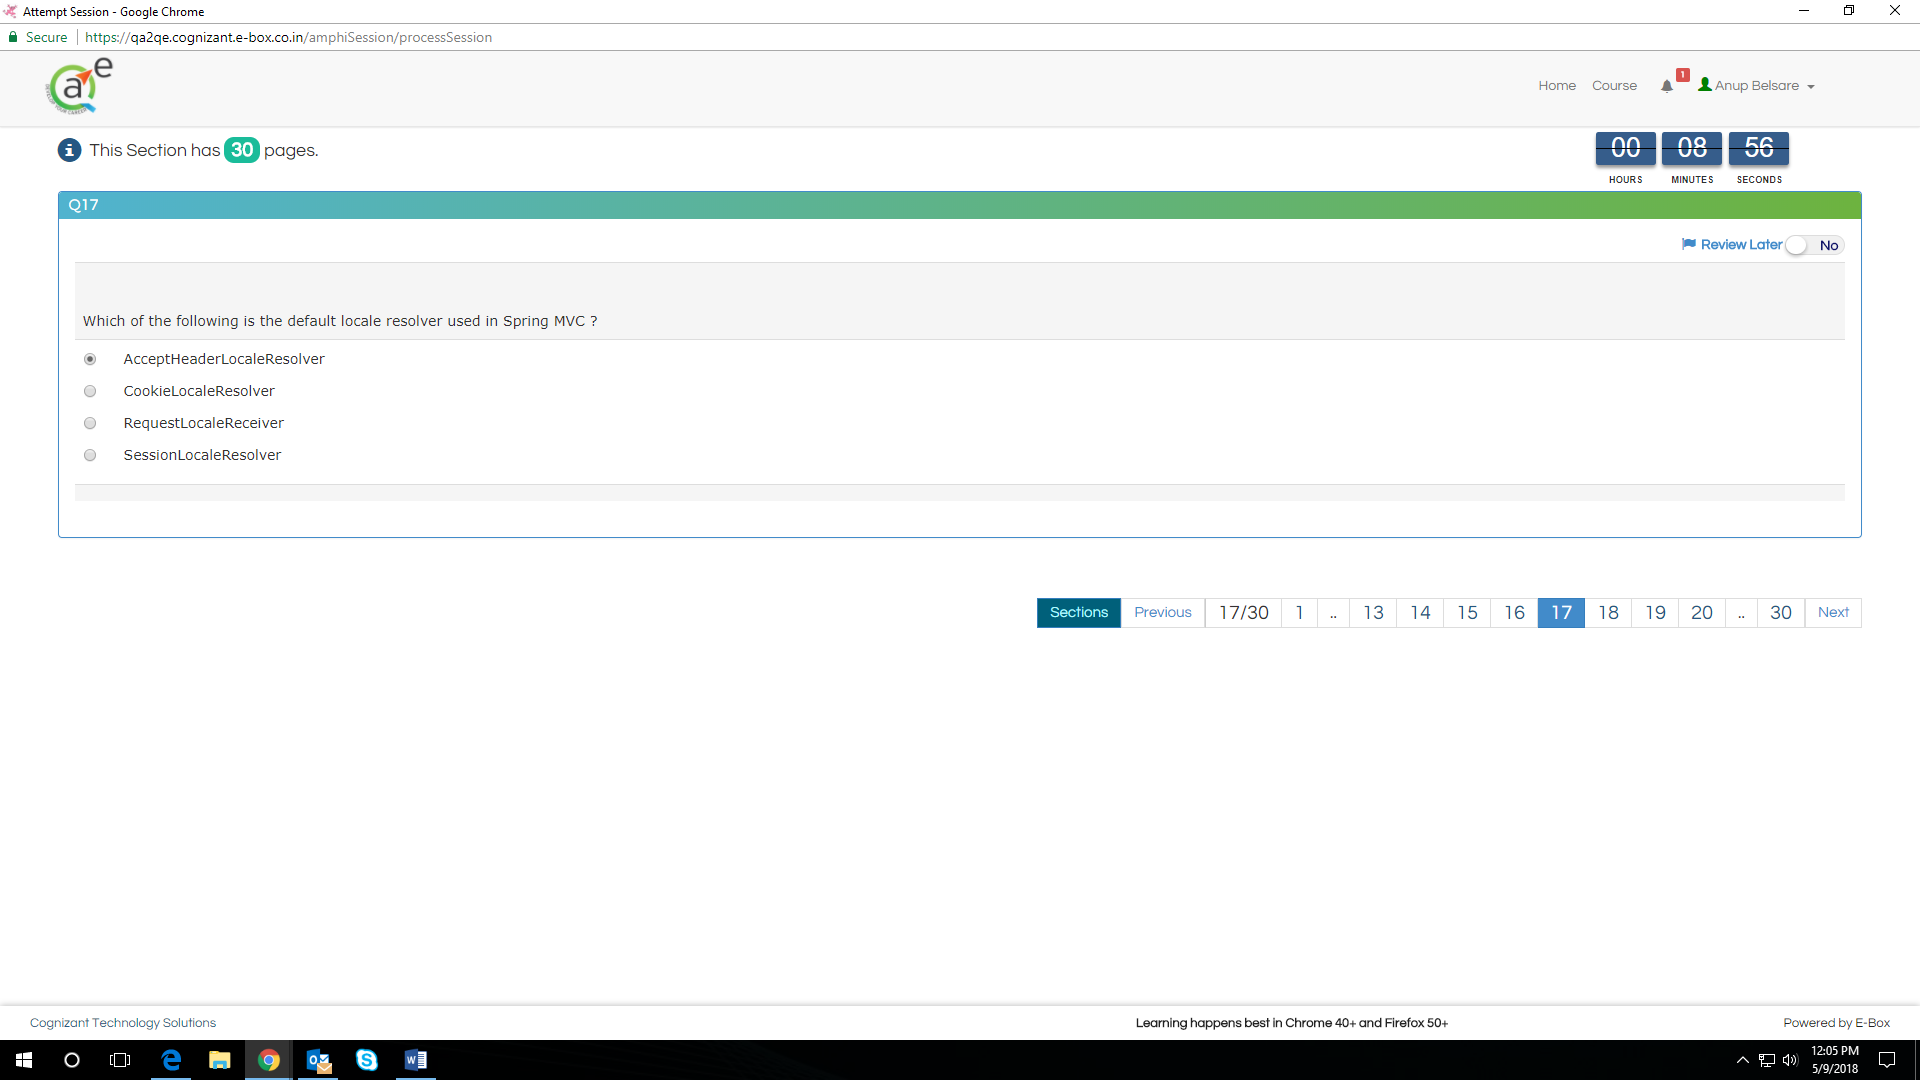 Attempt Session - Google Chrome
Secure https://qa2qe.cognizant.e-box.co.in/amphiSession/processSession
a e
Home Course 1 Anup Belsare
This Section has 30 pages.
00 08 56
HOURS MINUTES SECONDS
Q17
Review Later No
Which of the following is the default locale resolver used in Spring MVC ?
AcceptHeaderLocaleResolver
CookieLocaleResolver
RequestLocaleReceiver
SessionLocaleResolver
Sections Previous 17/30 1 .. 13 14 15 16 17 18 19 20 .. 30 Next
Cognizant Technology Solutions Learning happens best in Chrome 40+ and Firefox 50+ Powered by E-Box
12:05 PM
5/9/2018